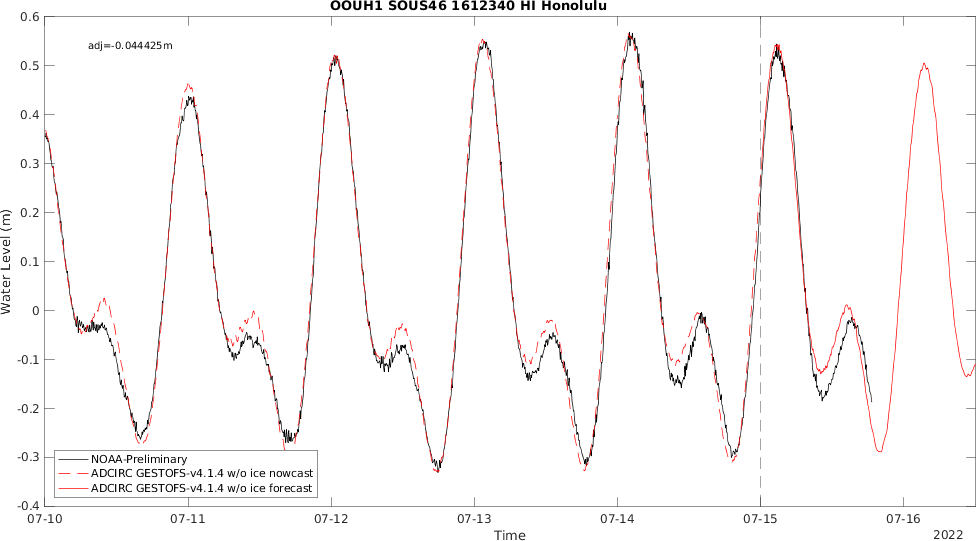 OOUH1 SOUS46 1612340 HI Honolulu
adj=-0.044425m
0.6
0.5
0.4
0.3
0.2
0.1
0
-0.1
-0.2
-0.3
-0.4
Water Level (m)
NOAA-Preliminary
ADCIRC GESTOFS-v4.1.4 w/o ice nowcast
ADCIRC GESTOFS-v4.1.4 w/o ice forecast
07-10 07-11 07-12 07-13 07-14 07-15 07-16
Time
2022